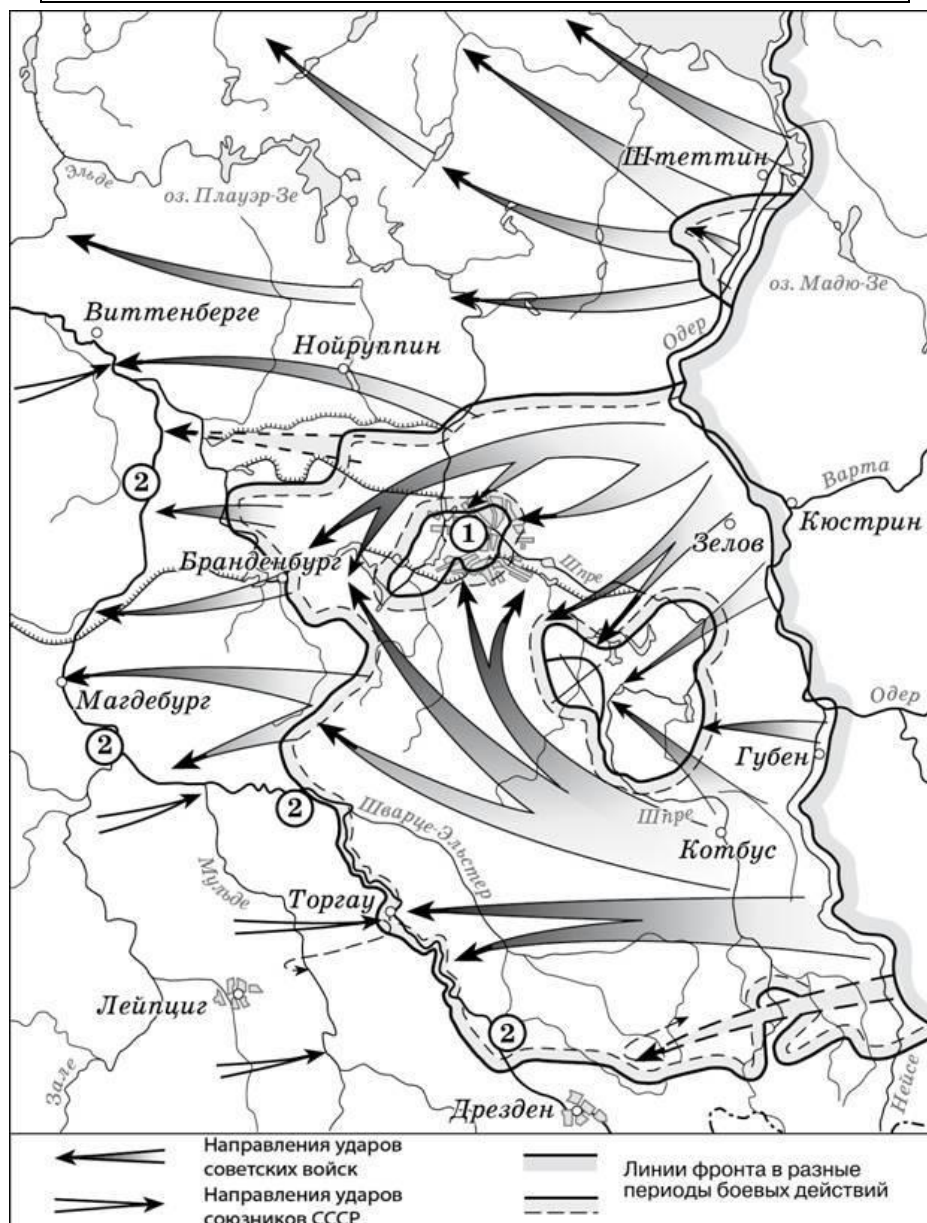 Штеттин
Эльде
оз. Плауэр-Зе
оз. Мадю-Зе
Виттенберге
Одер
Нойруппин
2
Варта
1
Кюстрин
Зелов
Бранденбург
Шпре
Магдебург
Одер
2
Губен
2
Шпре
Шварце-Эльстер
Котбус
Мульде
Торгау
Лейпциг
2
Зале
Дрезден
Нейсе
Направления ударов
советских войск
Направления ударов
союзников СССР
Линии фронта в разные
периоды боевых действий